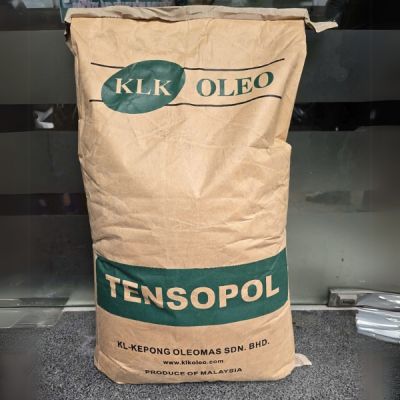 KLK OLEO
TENSOPOL
KL-KEPONG OLEOMAS SDN. BHD.
www.klkoleo.com
PRODUCE OF MALAYSIA